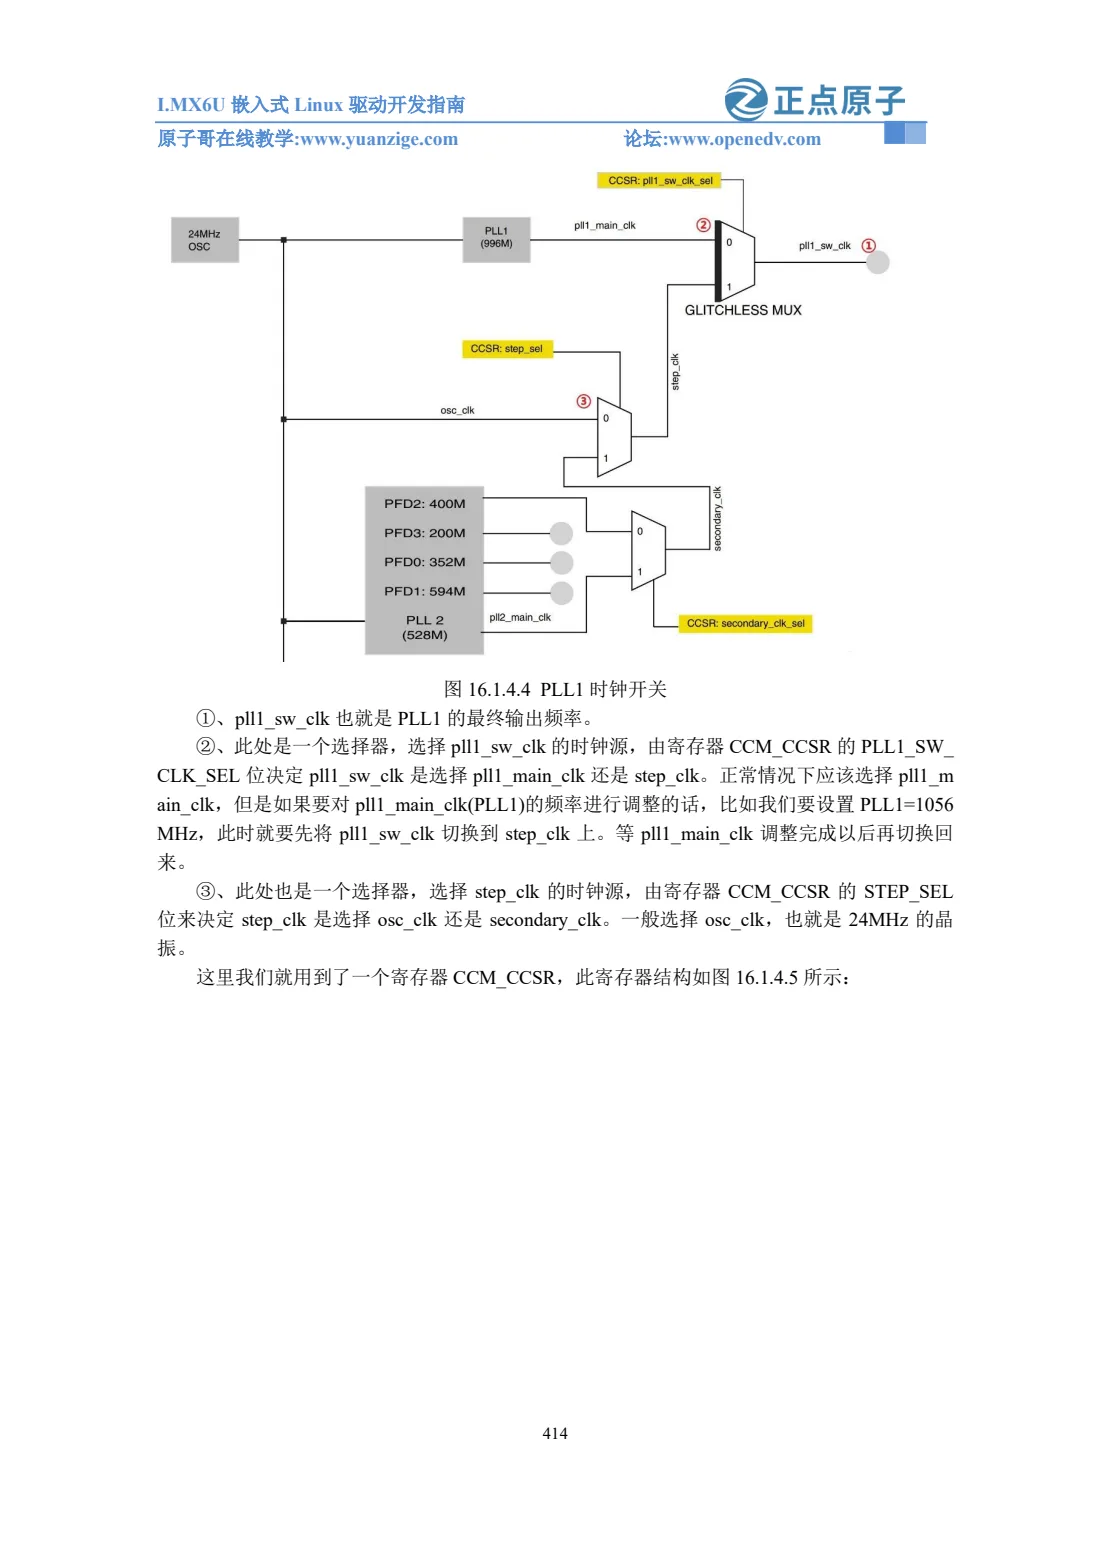 I.MX6U 嵌入式 Linux 驱动开发指南
正点原子
原子哥在线教学:www.yuanzige.com
论坛:www.openedv.com
CCSR: pll1_sw_clk_sel
24MHz
OSC
PLL1
(996M)
pll1_main_clk
②
0
pll1_sw_clk
①
1
GLITCHLESS MUX
CCSR: step_sel
step_clk
osc_clk
③
0
1
PFD2: 400M
PFD3: 200M
PFD0: 352M
PFD1: 594M
PLL 2
(528M)
pll2_main_clk
0
1
secondary_clk
CCSR: secondary_clk_sel
图 16.1.4.4 PLL1 时钟开关
①、pll1_sw_clk 也就是 PLL1 的最终输出频率。
②、此处是一个选择器，选择 pll1_sw_clk 的时钟源，由寄存器 CCM_CCSR 的 PLL1_SW_
CLK_SEL 位决定 pll1_sw_clk 是选择 pll1_main_clk 还是 step_clk。正常情况下应该选择 pll1_m
ain_clk，但是如果要对 pll1_main_clk(PLL1)的频率进行调整的话，比如我们要设置 PLL1=1056
MHz，此时就要先将 pll1_sw_clk 切换到 step_clk 上。等 pll1_main_clk 调整完成以后再切换回
来。
③、此处也是一个选择器，选择 step_clk 的时钟源，由寄存器 CCM_CCSR 的 STEP_SEL
位来决定 step_clk 是选择 osc_clk 还是 secondary_clk。一般选择 osc_clk，也就是 24MHz 的晶
振。
这里我们就用到了一个寄存器 CCM_CCSR，此寄存器结构如图 16.1.4.5 所示：
414